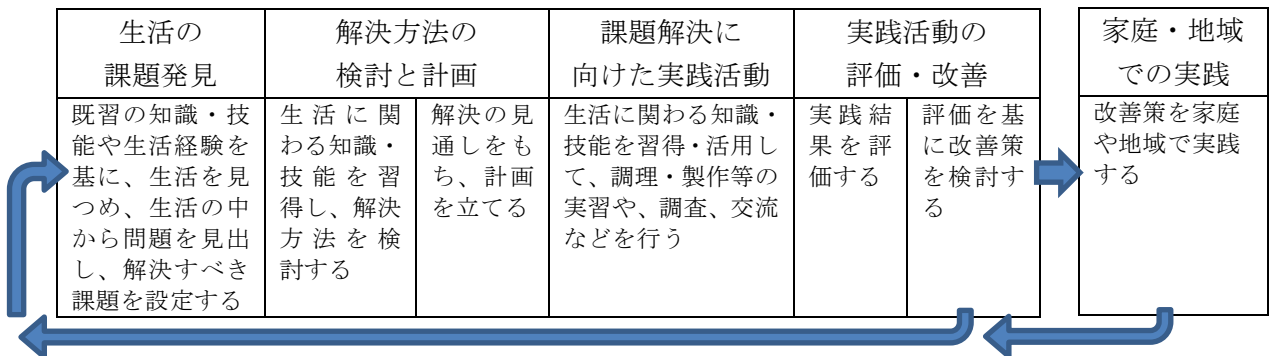 生活の
課題発見
解決方法の
検討と計画
課題解決に
向けた実践活動
実践活動の
評価・改善
家庭・地域
での実践
既習の知識・技
能や生活経験を
基に、生活を見
つめ、生活の中
から問題を見出
し、解決すべき
課題を設定する
生活に関
わる知識・
技能を習
得し、解決
方法を検
討する
解決の見
通しをも
ち、計画
を立てる
生活に関わる知識・
技能を習得・活用し
て、調理・製作等の
実習や、調査、交流
などを行う
実践結
果を評
価する
評価を基
に改善策
を検討す
る
改善策を家庭
や地域で実践
する